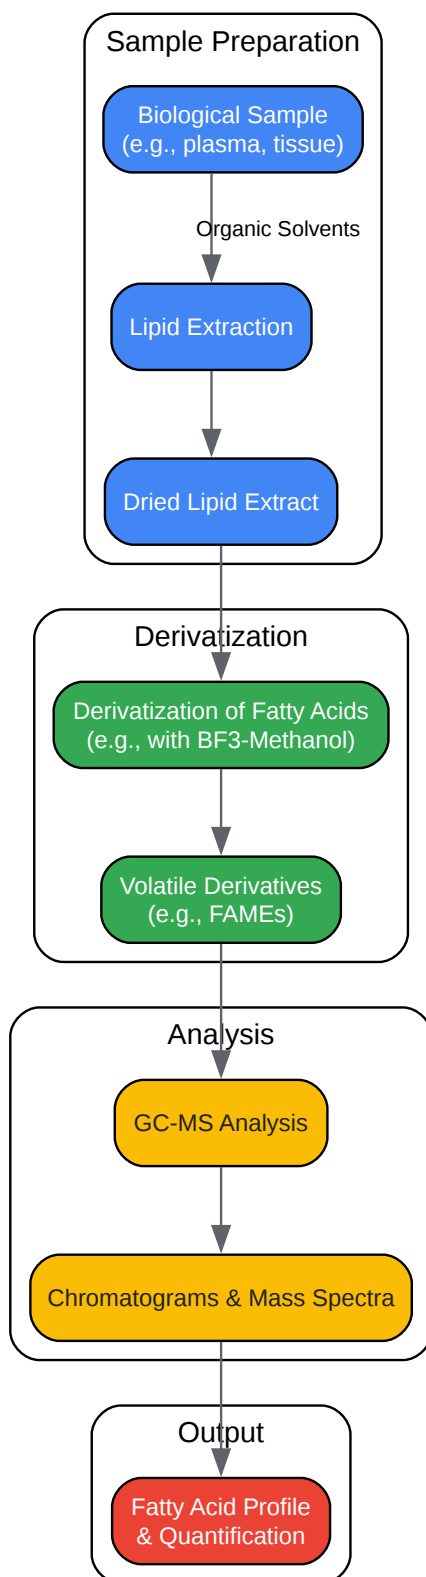 Sample Preparation
Biological Sample
(e.g., plasma, tissue)
Organic Solvents
Lipid Extraction
Dried Lipid Extract
Derivatization
Derivatization of Fatty Acids
(e.g., with BF3-Methanol)
Volatile Derivatives
(e.g., FAMEs)
Analysis
GC-MS Analysis
Chromatograms & Mass Spectra
Output
Fatty Acid Profile
& Quantification